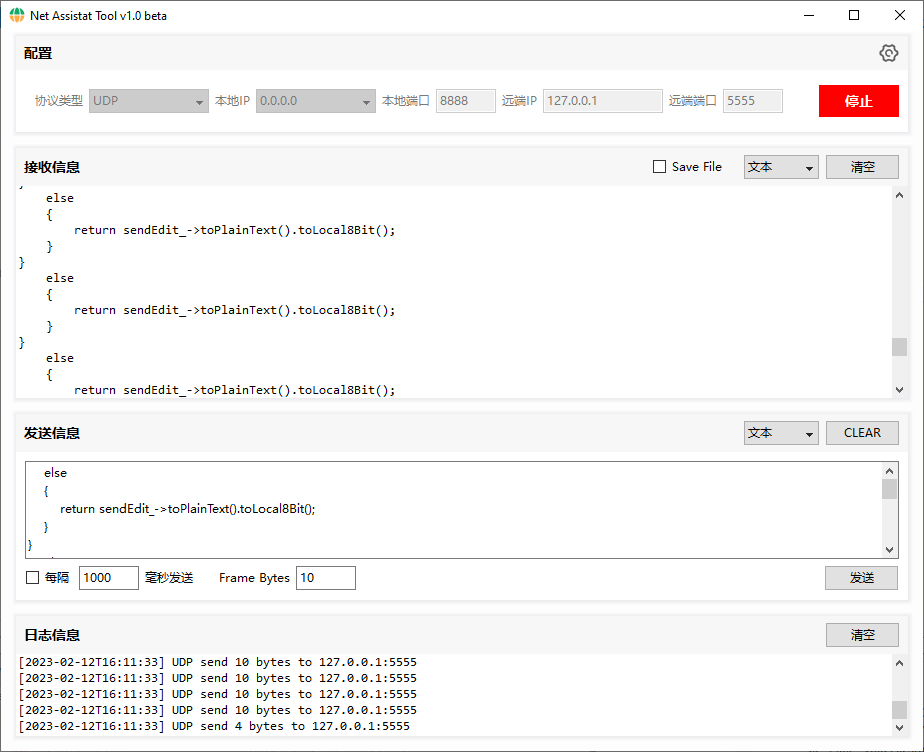 Net Assistat Tool v1.0 beta
配置
协议类型 UDP 本地IP 0.0.0.0 本地端口 8888 远端IP 127.0.0.1 远端端口 5555 停止
接收信息 Save File 文本 清空
}
    else
    {
        return sendEdit_->toPlainText().toLocal8Bit();
    }
}
    else
    {
        return sendEdit_->toPlainText().toLocal8Bit();
    }
}
    else
    {
        return sendEdit_->toPlainText().toLocal8Bit();
发送信息 文本 CLEAR
    else
    {
        return sendEdit_->toPlainText().toLocal8Bit();
    }
}
每隔 1000 毫秒发送 Frame Bytes 10 发送
日志信息 清空
[2023-02-12T16:11:33] UDP send 10 bytes to 127.0.0.1:5555
[2023-02-12T16:11:33] UDP send 10 bytes to 127.0.0.1:5555
[2023-02-12T16:11:33] UDP send 10 bytes to 127.0.0.1:5555
[2023-02-12T16:11:33] UDP send 10 bytes to 127.0.0.1:5555
[2023-02-12T16:11:33] UDP send 4 bytes to 127.0.0.1:5555